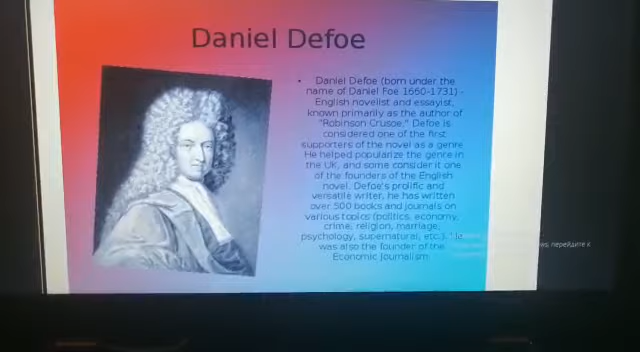 Daniel Defoe
• Daniel Defoe (born under the
name of Daniel Foe 1660-1731) -
English novelist and essayist,
known primarily as the author of
"Robinson Crusoe." Defoe is
considered one of the first
supporters of the novel as a genre.
He helped popularize the genre in
the UK, and some consider it one
of the founders of the English
novel. Defoe's prolific and
versatile writer, he has written
over 500 books and journals on
various topics (politics, economy,
crime, religion, marriage,
psychology, supernatural, etc.). He
was also the founder of the
Economic Journalism.
перейдите к